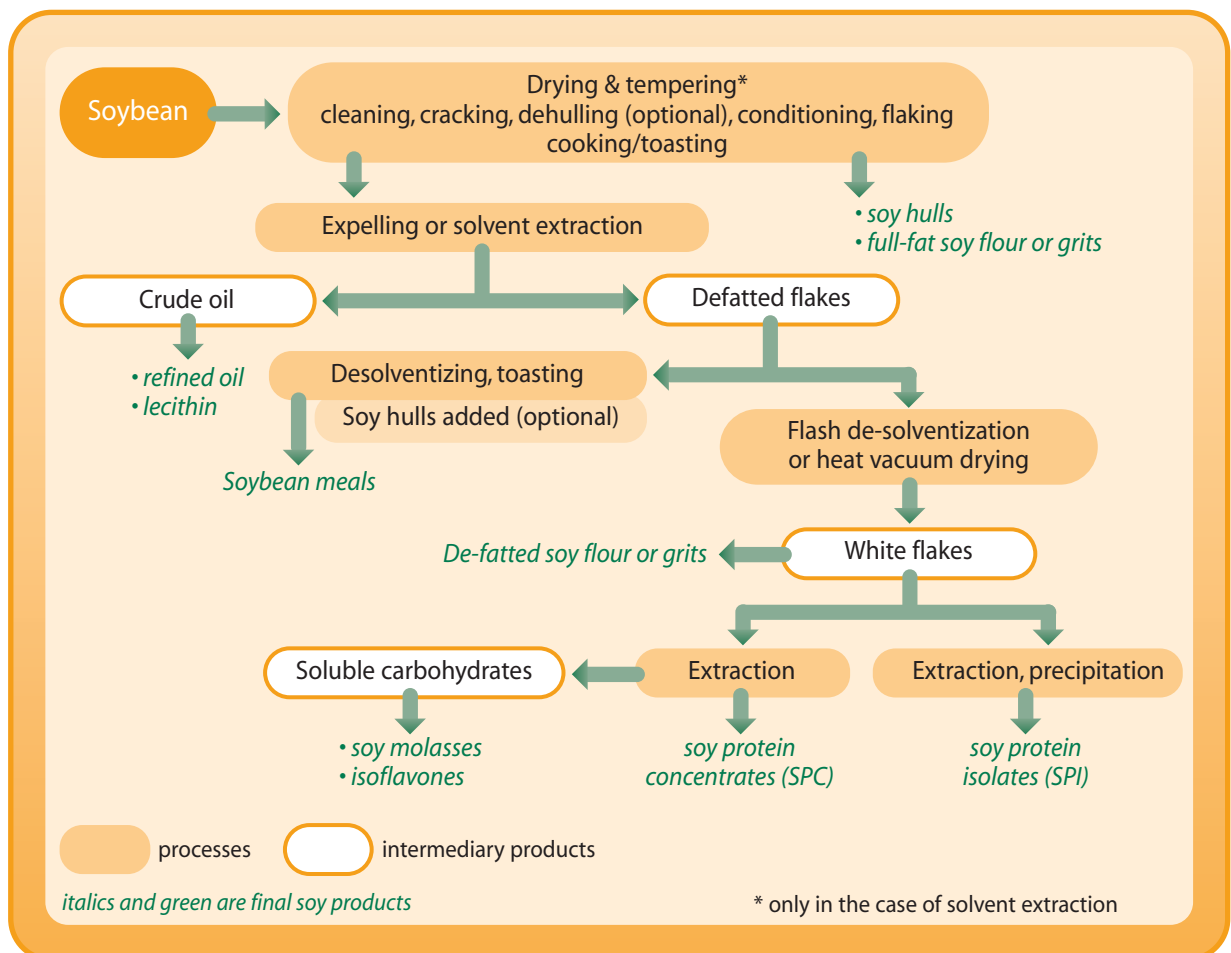 Soybean
Drying & tempering*
cleaning, cracking, dehulling (optional), conditioning, flaking
cooking/toasting
Expelling or solvent extraction
• soy hulls
• full-fat soy flour or grits
Crude oil
Defatted flakes
• refined oil
• lecithin
Desolventizing, toasting
Soy hulls added (optional)
Flash de-solventization
or heat vacuum drying
Soybean meals
De-fatted soy flour or grits
White flakes
Soluble carbohydrates
Extraction
Extraction, precipitation
• soy molasses
• isoflavones
soy protein
concentrates (SPC)
soy protein
isolates (SPI)
processes
intermediary products
italics and green are final soy products
* only in the case of solvent extraction